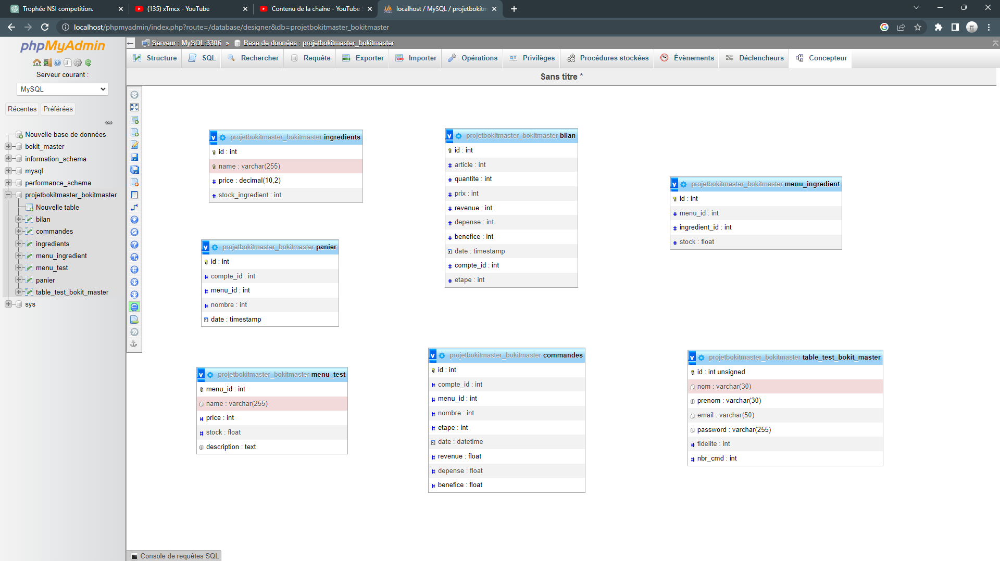 Trophée NSI competition.
(135) xTmcx - YouTube
Contenu de la chaîne - YouTube
localhost / MySQL / projetbokitm
localhost/phpmyadmin/index.php?route=/database/designer&db=projetbokitmaster_bokitmaster
phpMyAdmin
Serveur courant :
MySQL
Récentes
Préférées
Nouvelle base de données
bokit_master
information_schema
mysql
performance_schema
projetbokitmaster_bokitmaster
Nouvelle table
bilan
commandes
ingredients
menu_ingredient
menu_test
panier
table_test_bokit_master
sys
Serveur : MySQL:3306 » Base de données : projetbokitmaster_bokitmaster
Structure
SQL
Rechercher
Requête
Exporter
Importer
Opérations
Privilèges
Procédures stockées
Évènements
Déclencheurs
Concepteur
Sans titre *
v projetbokitmaster_bokitmaster ingredients
id : int
name : varchar(255)
# price : decimal(10,2)
# stock_ingredient : int
v projetbokitmaster_bokitmaster bilan
id : int
# article : int
# quantite : int
# prix : int
# revenue : int
# depense : int
# benefice : int
date : timestamp
# compte_id : int
# etape : int
v projetbokitmaster_bokitmaster menu_ingredient
id : int
# menu_id : int
# ingredient_id : int
# stock : float
v projetbokitmaster_bokitmaster panier
id : int
# compte_id : int
# menu_id : int
# nombre : int
date : timestamp
v projetbokitmaster_bokitmaster menu_test
menu_id : int
name : varchar(255)
# price : int
# stock : float
description : text
v projetbokitmaster_bokitmaster commandes
id : int
# compte_id : int
# menu_id : int
# nombre : int
# etape : int
date : datetime
# revenue : float
# depense : float
# benefice : float
v projetbokitmaster_bokitmaster table_test_bokit_master
id : int unsigned
nom : varchar(30)
prenom : varchar(30)
email : varchar(50)
password : varchar(255)
# fidelite : int
# nbr_cmd : int
Console de requêtes SQL